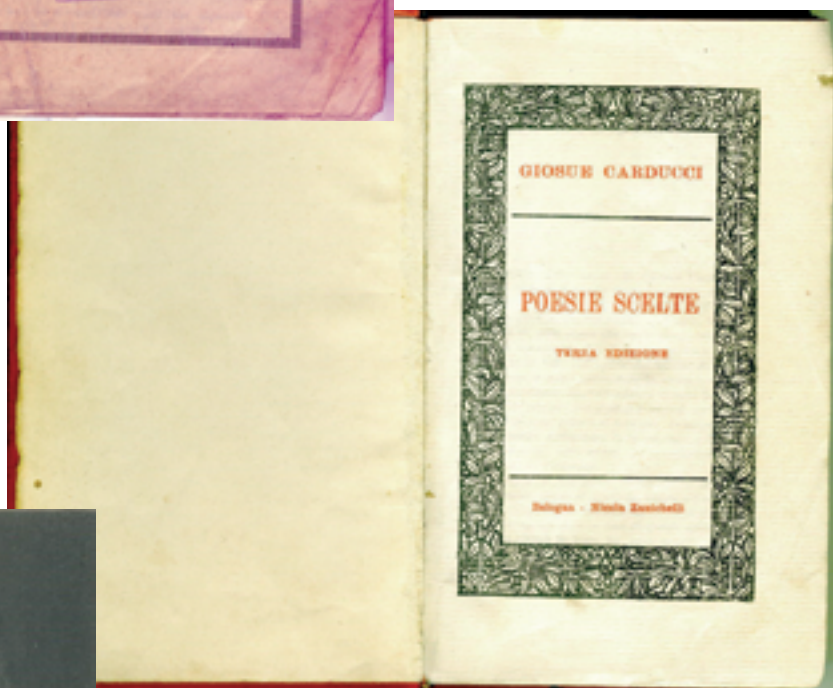 GIOSUE CARDUCCI
POESIE SCELTE
TERZA EDIZIONE
Bologna - Nicola Zanichelli